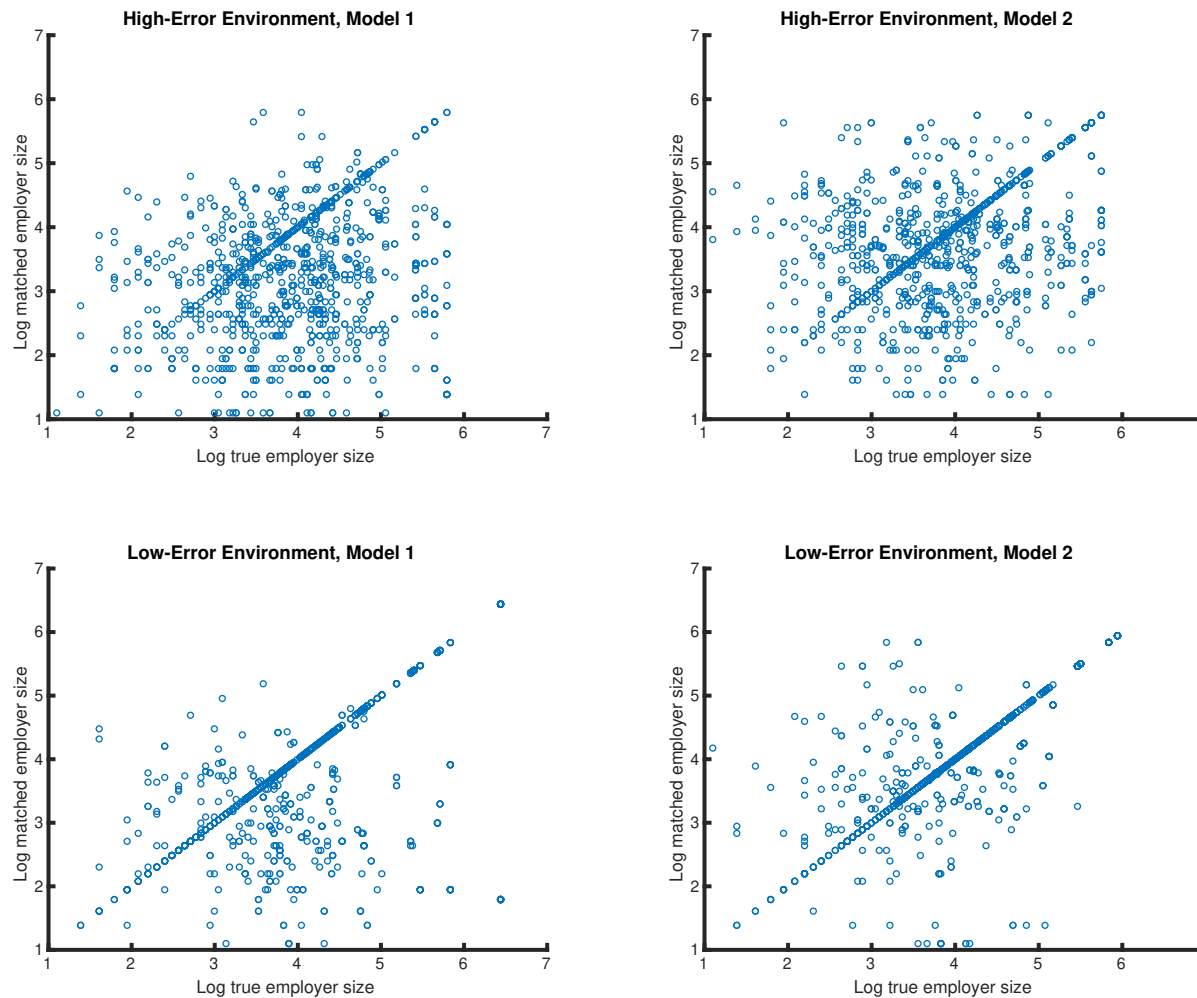 High-Error Environment, Model 1
7
6
5
4
3
2
1
Log matched employer size
1 2 3 4 5 6 7
Log true employer size
High-Error Environment, Model 2
7
6
5
4
3
2
1
Log matched employer size
1 2 3 4 5 6
Log true employer size
Low-Error Environment, Model 1
7
6
5
4
3
2
1
Log matched employer size
1 2 3 4 5 6 7
Log true employer size
Low-Error Environment, Model 2
7
6
5
4
3
2
1
Log matched employer size
1 2 3 4 5 6
Log true employer size